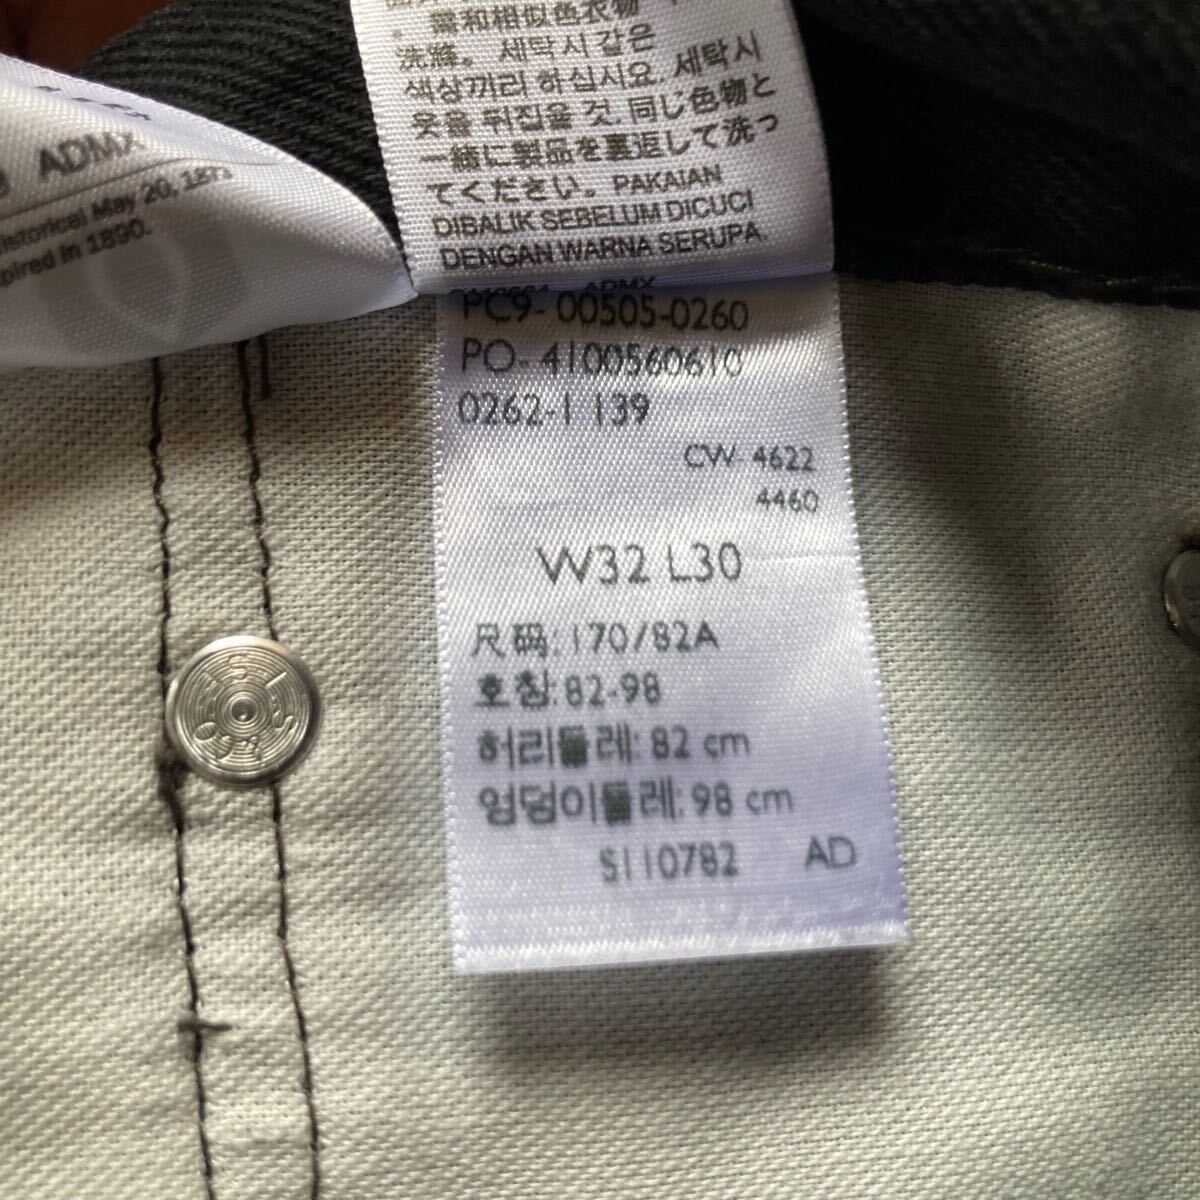 ADMX
Historical May 20, 1873
expired in 1890.
溫和相似色衣物
洗滌。세탁시 같은
색상끼리 하십시요. 세탁시
옷을 뒤집을 것. 同じ色物と
一緒に製品を裏返して洗っ
てください。PAKAIAN
DIBALIK SEBELUM DICUCI
DENGAN WARNA SERUPA
ADMX
PC9- 00505-0260
PO- 4100560610
0262-1 139
CW- 4622
4460
W32 L30
尺码: 170/82A
호칭: 82-98
허리둘레: 82 cm
엉덩이둘레: 98 cm
S110782 AD